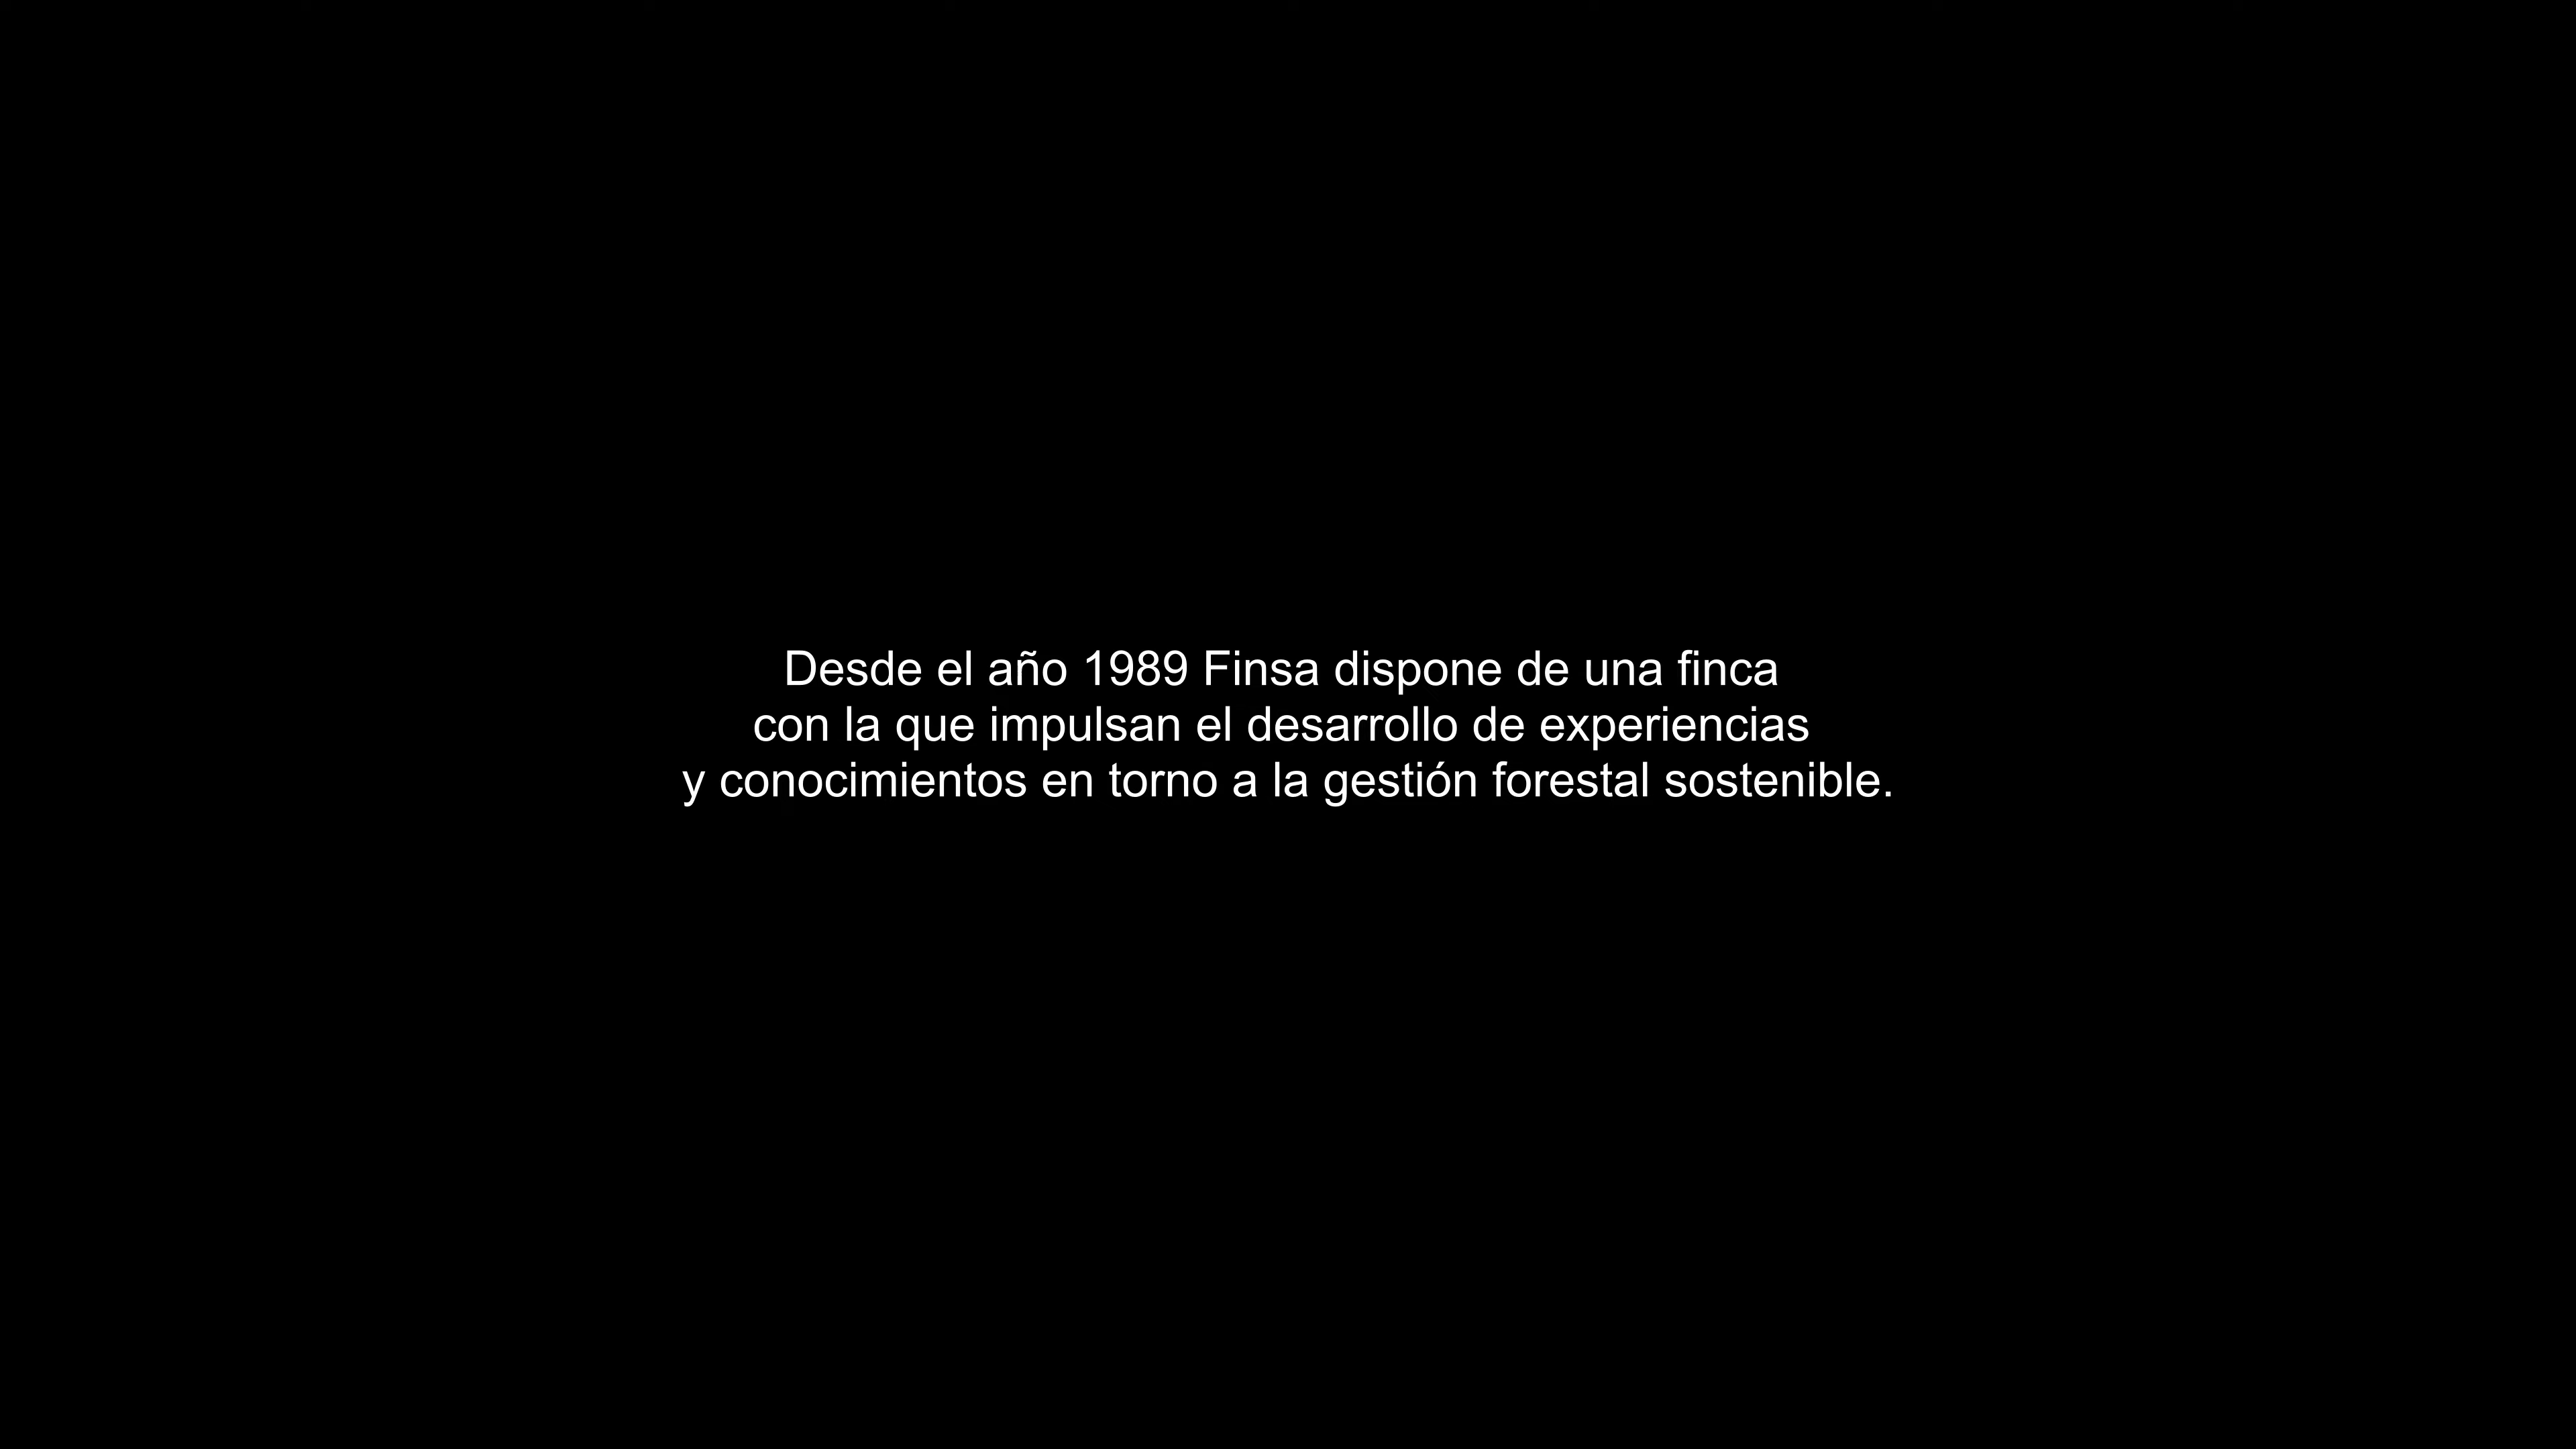 Desde el año 1989 Finsa dispone de una finca
con la que impulsan el desarrollo de experiencias
y conocimientos en torno a la gestión forestal sostenible.